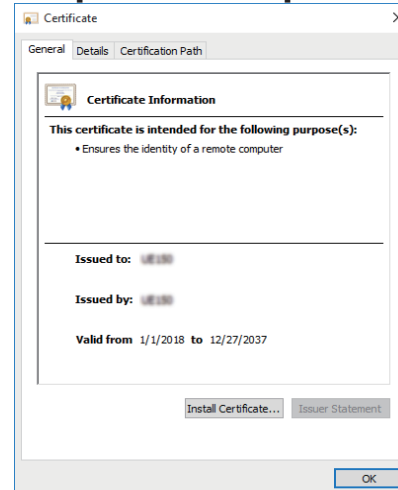 Certificate
General Details Certification Path
Certificate Information
This certificate is intended for the following purpose(s):
• Ensures the identity of a remote computer
Issued to:
Issued by:
Valid from 1/1/2018 to 12/27/2037
Install Certificate... Issuer Statement
OK